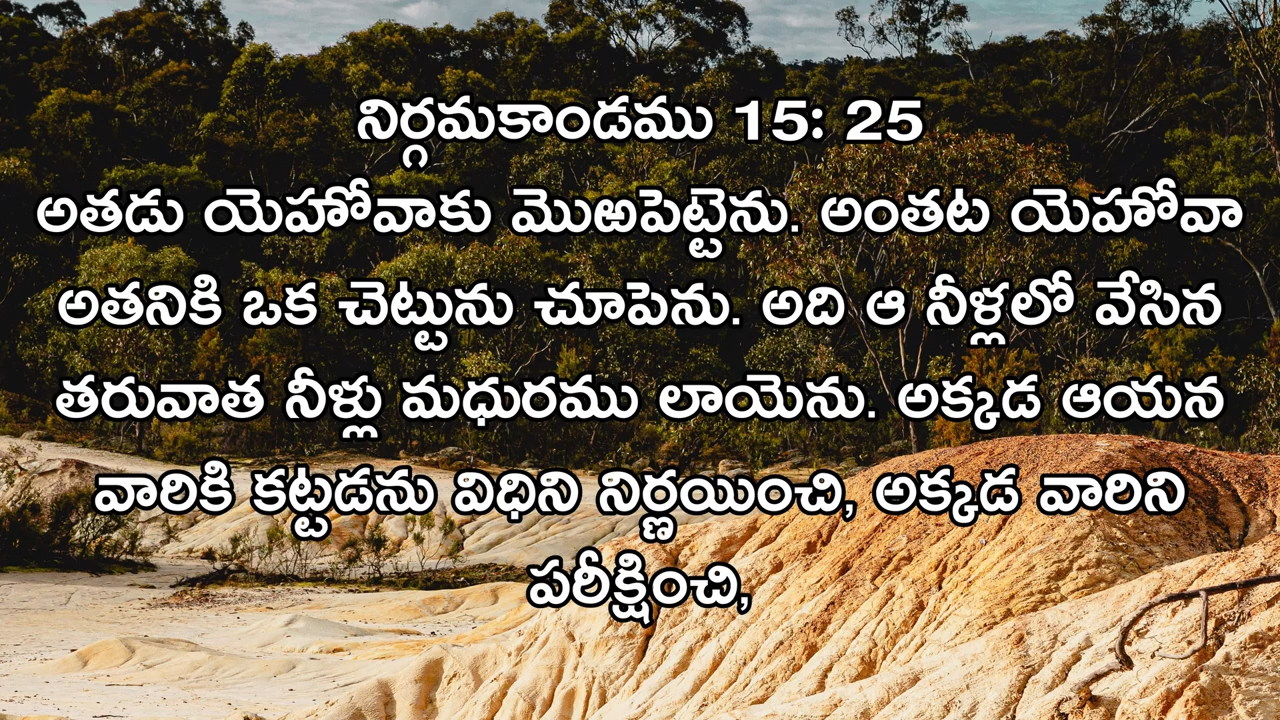 నిర్గమకాండము 15: 25
అతడు యెహోవాకు మొఱపెట్టెను. అంతట యెహోవా
అతనికి ఒక చెట్టును చూపెను. అది ఆ నీళ్లలో వేసిన
తరువాత నీళ్లు మధురము లాయెను. అక్కడ ఆయన
వారికి కట్టడను విధిని నిర్ణయించి, అక్కడ వారిని
పరీక్షించి,